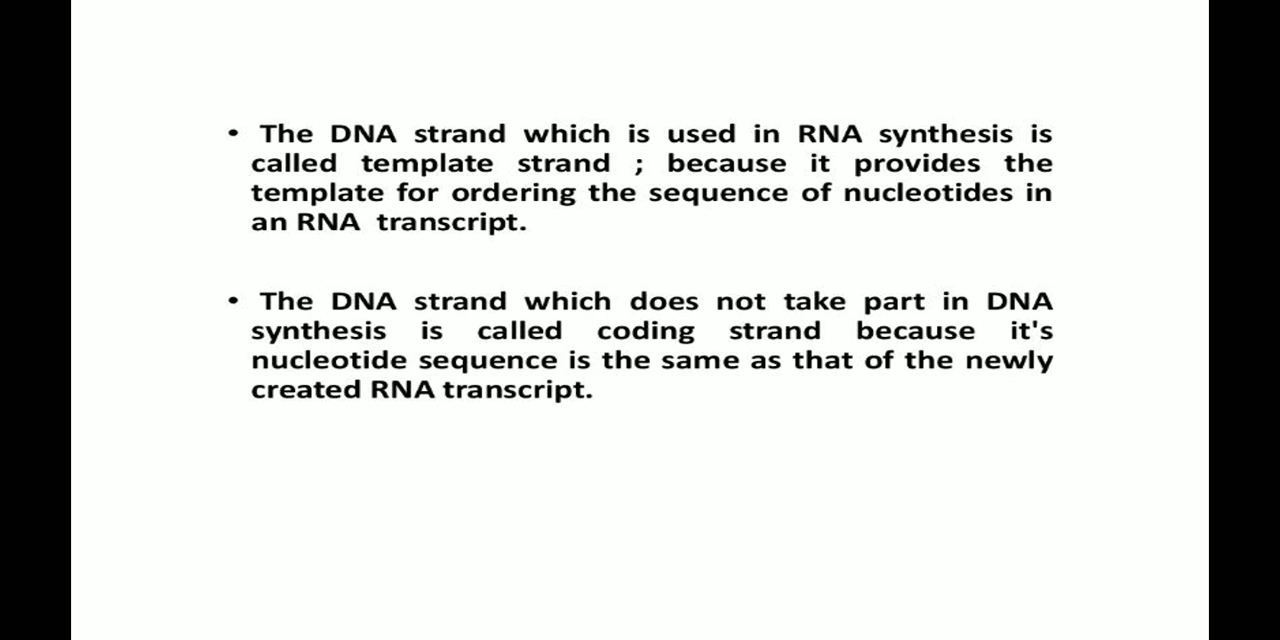 • The DNA strand which is used in RNA synthesis is
called template strand ; because it provides the
template for ordering the sequence of nucleotides in
an RNA transcript.
• The DNA strand which does not take part in DNA
synthesis is called coding strand because it's
nucleotide sequence is the same as that of the newly
created RNA transcript.